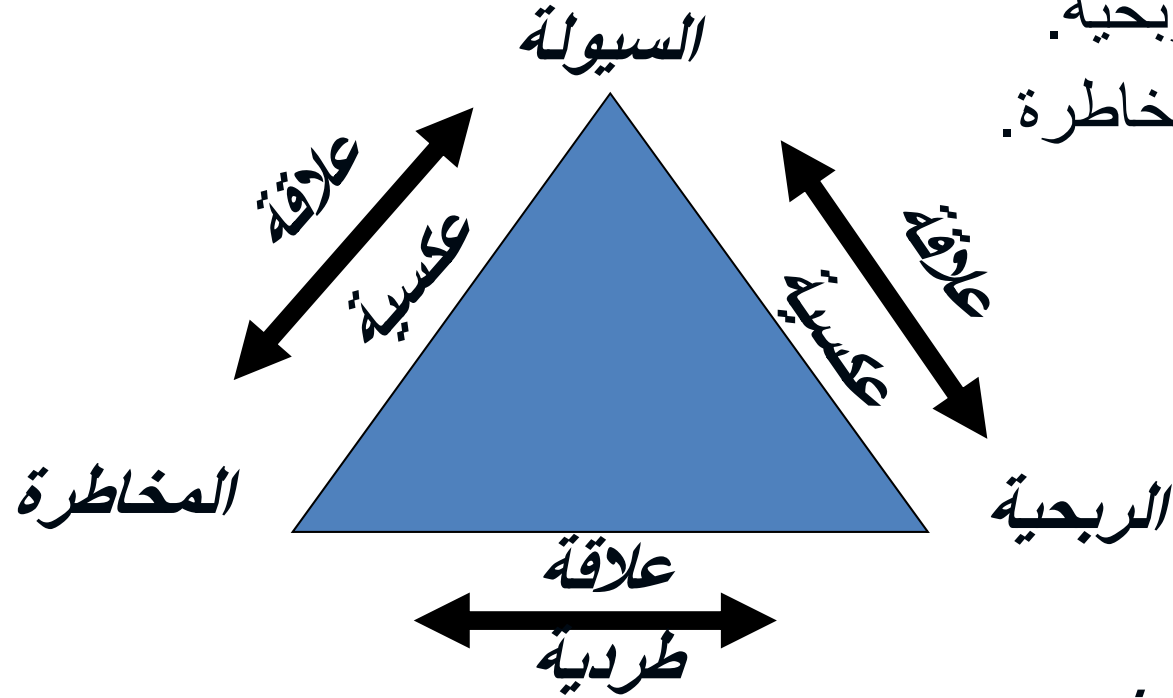 السيولة
علاقة
عكسية
علاقة
عكسية
الربحية
المخاطرة
علاقة
طردية